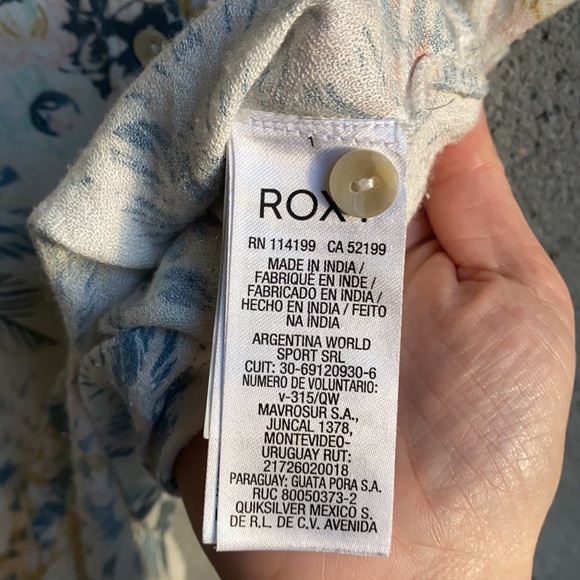 1
ROXY
RN 114199 CA 52199
MADE IN INDIA /
FABRIQUÉ EN INDE /
FABRICADO EN INDIA /
HECHO EN INDIA / FEITO
NA INDIA
ARGENTINA WORLD
SPORT SRL
CUIT: 30-69120930-6
NUMERO DE VOLUNTARIO:
v-315/QW
MAVROSUR S.A.,
JUNCAL 1378,
MONTEVIDEO-
URUGUAY RUT:
21726020018
PARAGUAY: GUATA PORA S.A.
RUC 80050373-2
QUIKSILVER MEXICO S.
DE R.L. DE C.V. AVENIDA